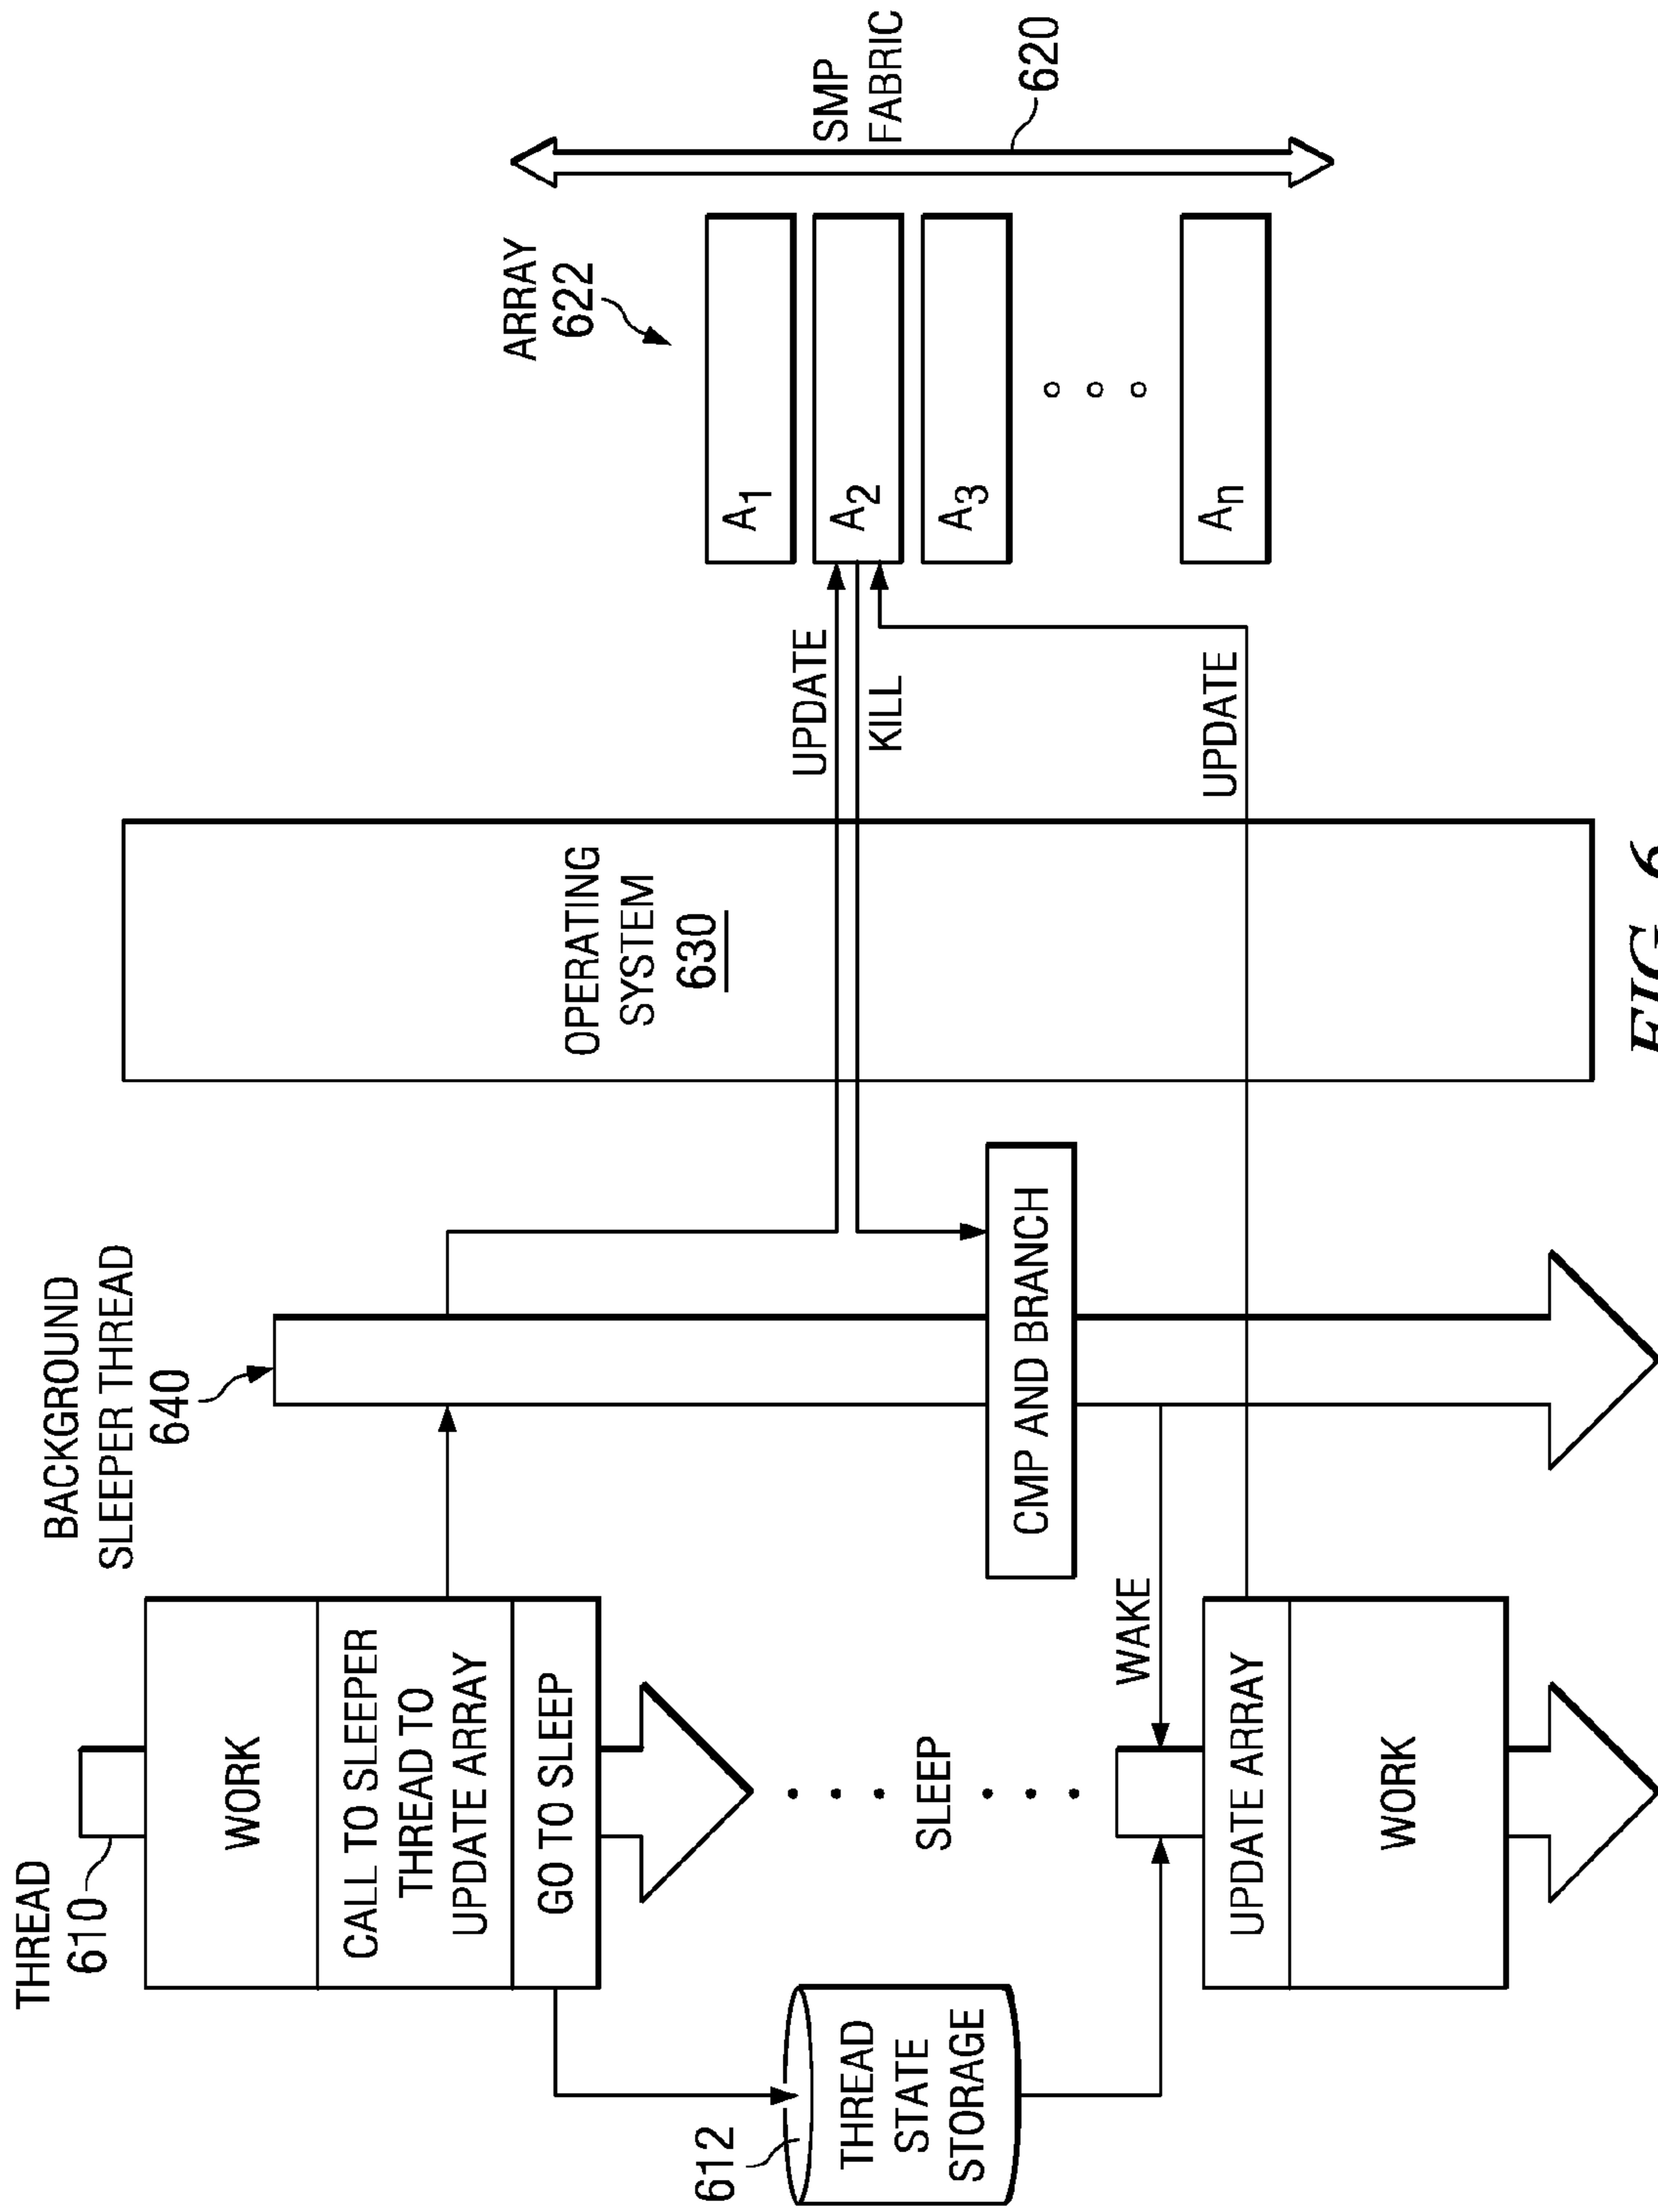 THREAD
610
WORK
CALL TO SLEEPER
THREAD TO
UPDATE ARRAY
GO TO SLEEP
612
THREAD
STATE
STORAGE
SLEEP
WAKE
UPDATE ARRAY
WORK
BACKGROUND
SLEEPER THREAD
640
CMP AND BRANCH
OPERATING
SYSTEM
630
UPDATE
KILL
UPDATE
ARRAY
622
A1
A2
A3
An
SMP
FABRIC
620
FIG. 6